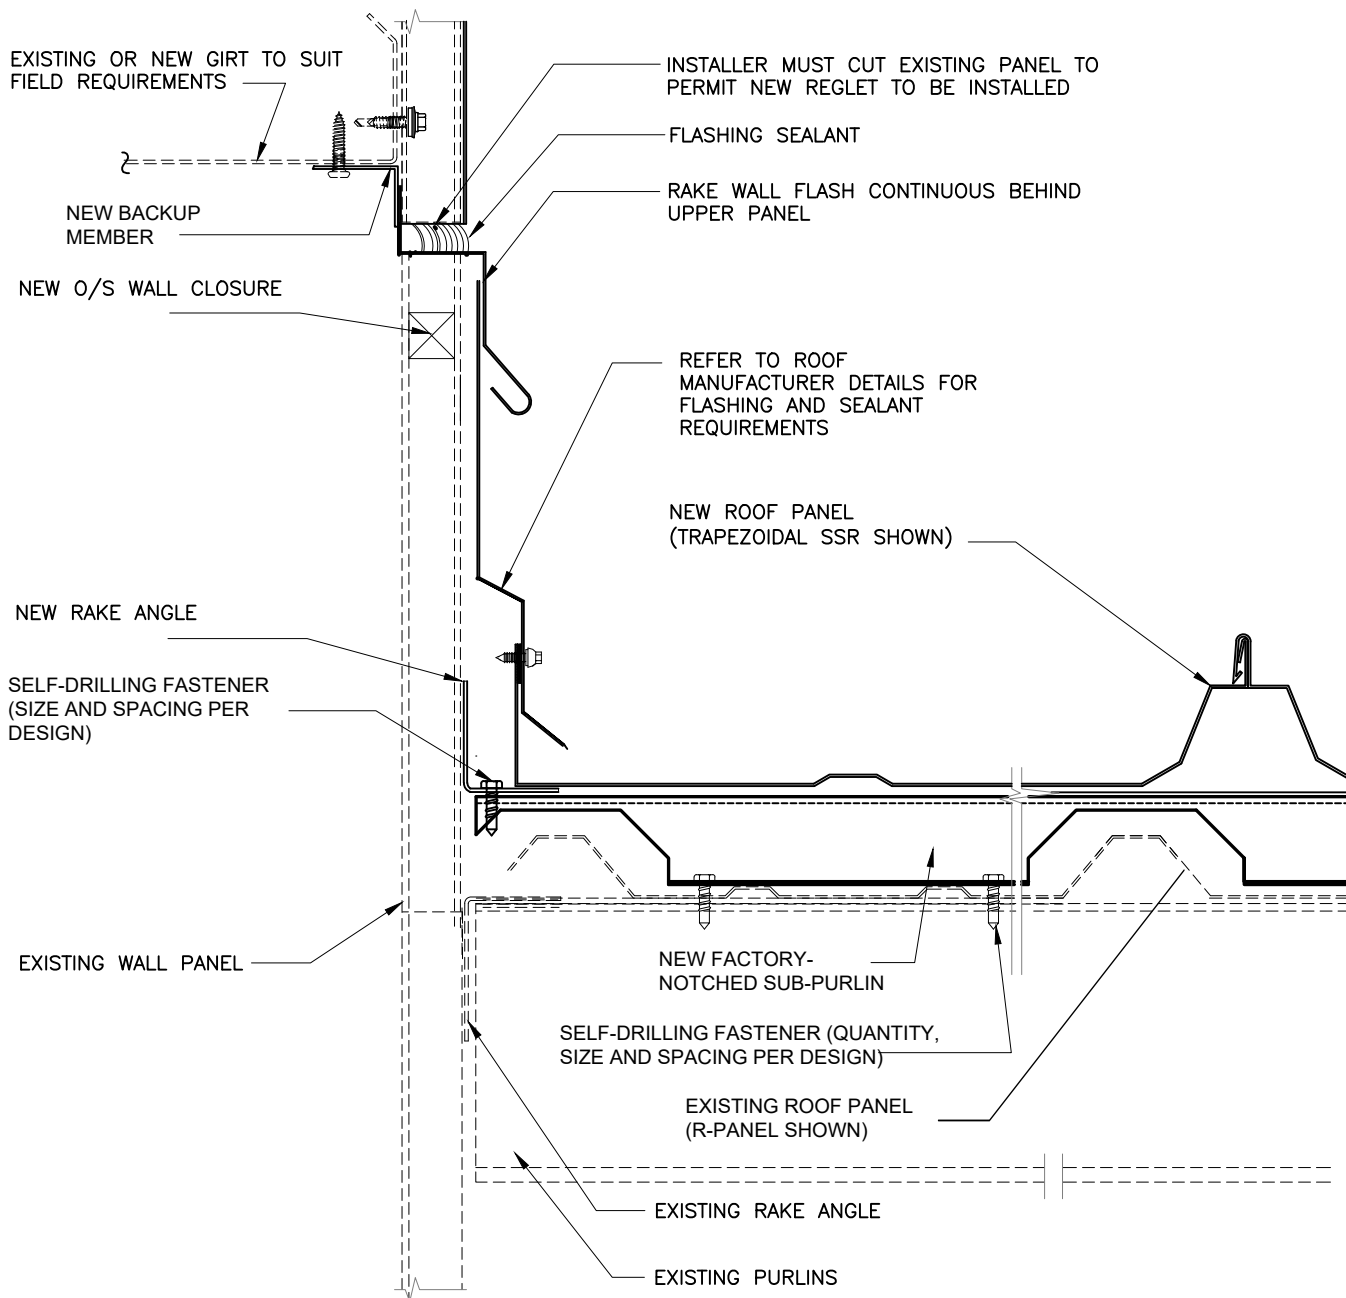 EXISTING OR NEW GIRT TO SUIT
FIELD REQUIREMENTS
NEW BACKUP
MEMBER
NEW O/S WALL CLOSURE
NEW RAKE ANGLE
SELF-DRILLING FASTENER
(SIZE AND SPACING PER
DESIGN)
EXISTING WALL PANEL
INSTALLER MUST CUT EXISTING PANEL TO
PERMIT NEW REGLET TO BE INSTALLED
FLASHING SEALANT
RAKE WALL FLASH CONTINUOUS BEHIND
UPPER PANEL
REFER TO ROOF
MANUFACTURER DETAILS FOR
FLASHING AND SEALANT
REQUIREMENTS
NEW ROOF PANEL
(TRAPEZOIDAL SSR SHOWN)
NEW FACTORY-
NOTCHED SUB-PURLIN
SELF-DRILLING FASTENER (QUANTITY,
SIZE AND SPACING PER DESIGN)
EXISTING ROOF PANEL
(R-PANEL SHOWN)
EXISTING RAKE ANGLE
EXISTING PURLINS